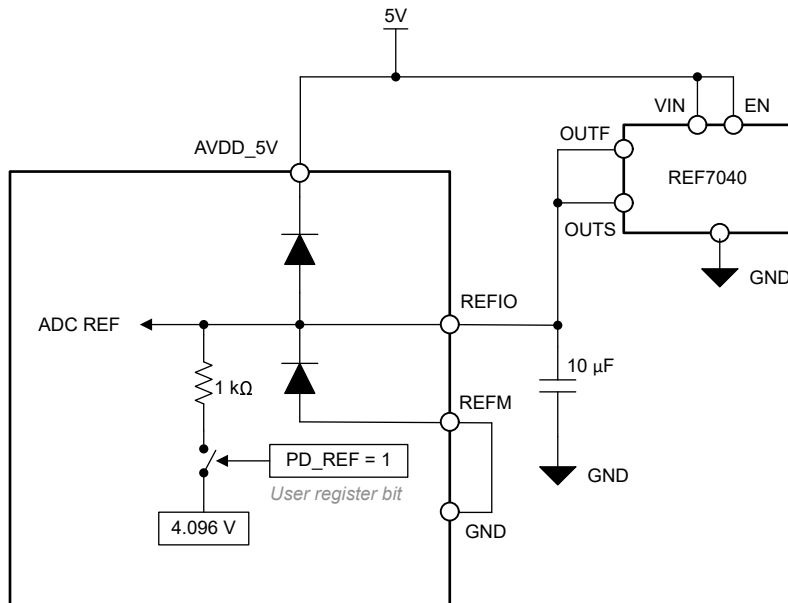 5V
VIN
EN
OUTF
AVDD_5V
REF7040
OUTS
GND
REFIO
ADC REF
10 µF
1 kΩ
REFM
PD_REF = 1
GND
User register bit
4.096 V
GND